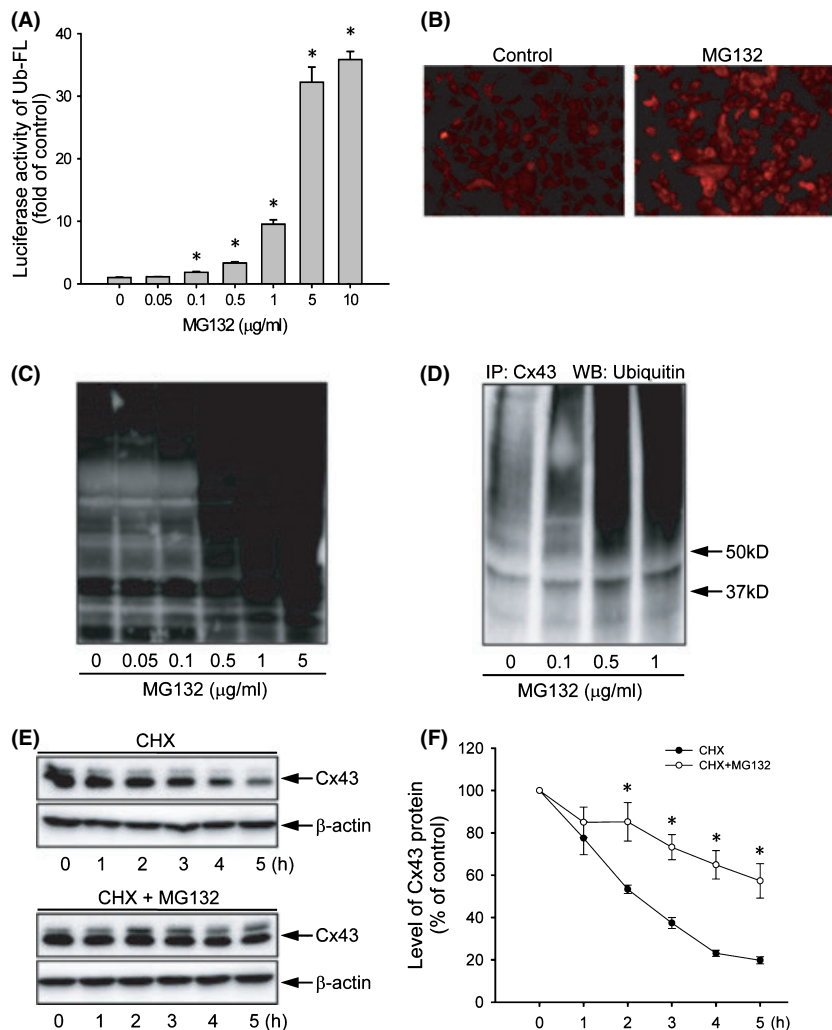 (A)
Luciferase activity of Ub-FL
(fold of control)
40
30
20
10
0
* * * * *
0 0.05 0.1 0.5 1 5 10
MG132 (μg/ml)
(B)
Control MG132
(C)
0 0.05 0.1 0.5 1 5
MG132 (μg/ml)
(D)
IP: Cx43 WB: Ubiquitin
50kD
37kD
0 0.1 0.5 1
MG132 (μg/ml)
(E)
CHX
Cx43
β-actin
0 1 2 3 4 5 (h)
CHX + MG132
Cx43
β-actin
0 1 2 3 4 5 (h)
(F)
Level of Cx43 protein
(% of control)
120
100
80
60
40
20
0
CHX
CHX+MG132
* * * *
0 1 2 3 4 5 (h)